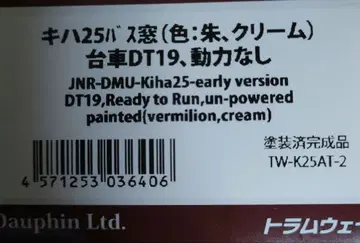 キハ25ﾊﾞｽ窓(色：朱、クリーム)
台車DT19、動力なし
JNR-DMU-Kiha25-early version
DT19,Ready to Run,un-powered
painted(vermilion,cream)
塗装済完成品
TW-K25AT-2
4 571253 036406
Dauphin Ltd.
トラムウェ